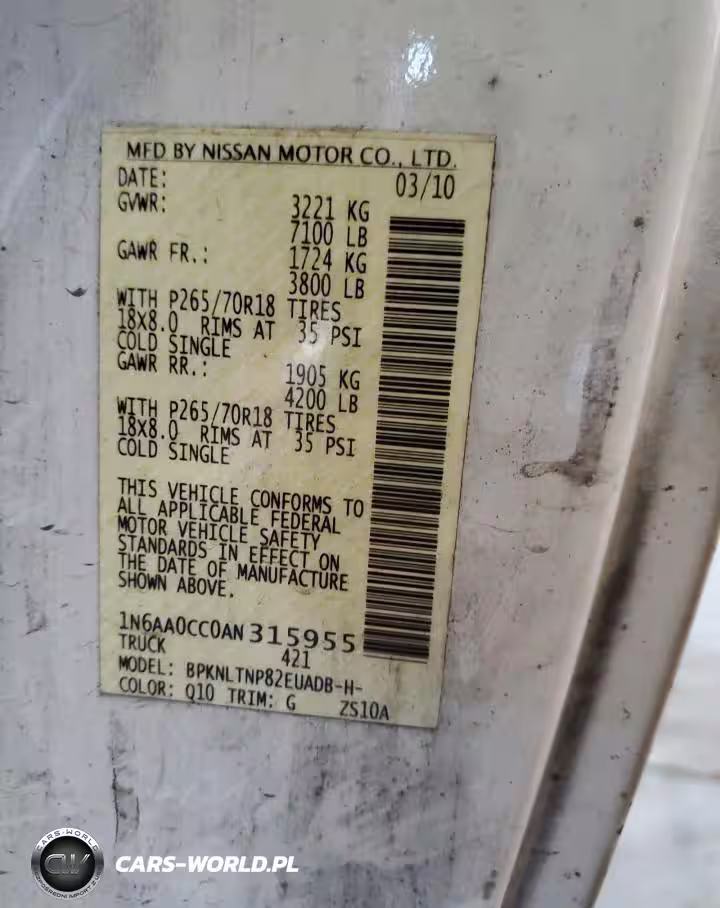 MFD BY NISSAN MOTOR CO., LTD.
DATE: 03/10
GVWR: 3221 KG
7100 LB
GAWR FR.: 1724 KG
3800 LB
WITH P265/70R18 TIRES
18X8.0 RIMS AT 35 PSI
COLD SINGLE
GAWR RR.: 1905 KG
4200 LB
WITH P265/70R18 TIRES
18X8.0 RIMS AT 35 PSI
COLD SINGLE
THIS VEHICLE CONFORMS TO
ALL APPLICABLE FEDERAL
MOTOR VEHICLE SAFETY
STANDARDS IN EFFECT ON
THE DATE OF MANUFACTURE
SHOWN ABOVE.
1N6AA0CC0AN315955
TRUCK 421
MODEL: BPKNLTNP82EUADB-H-
COLOR: Q10 TRIM: G ZS10A
CARS-WORLD
CW
CARS-WORLD.PL